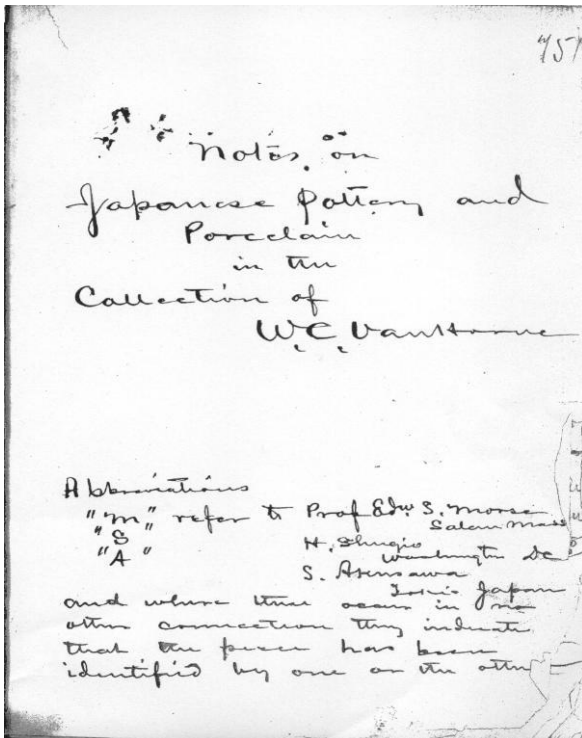 Notes on
Japanese Pottery and
Porcelain
in the
Collection of
W.C. Van Horne
Abbreviations
"M" refer to Prof Edw S. Morse
Salem Mass
"S" H. Shugio
Washington DC
"A" S.
Tokio Japan
and where these occur in no
other connection they indicate
that the piece has been
identified by one or the other –